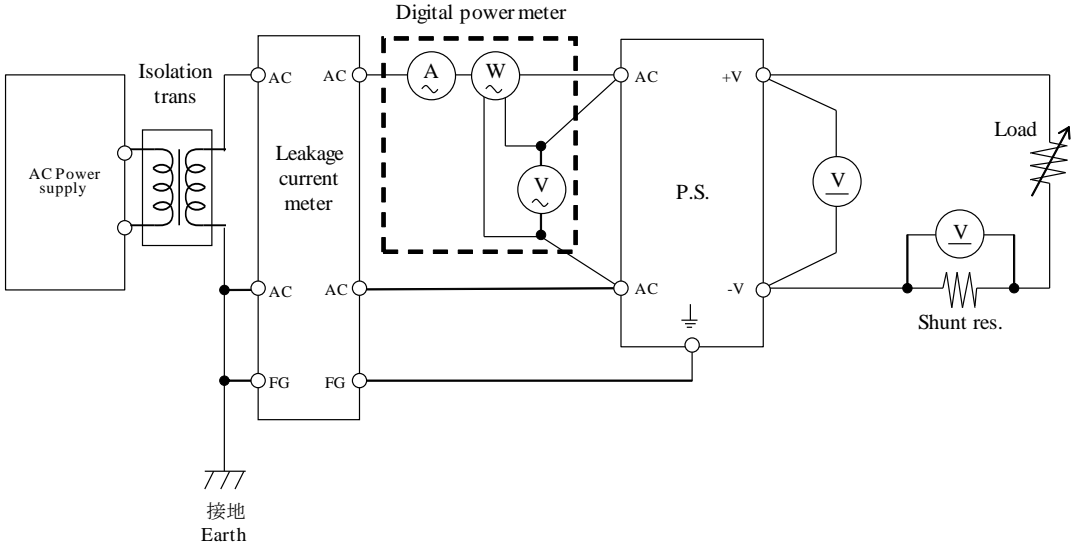 Digital power meter
Isolation
trans
AC
AC
A
W
AC
+V
Load
AC Power
supply
Leakage
current
meter
V
P.S.
V
V
AC
AC
AC
-V
Shunt res.
FG
FG
接地
Earth